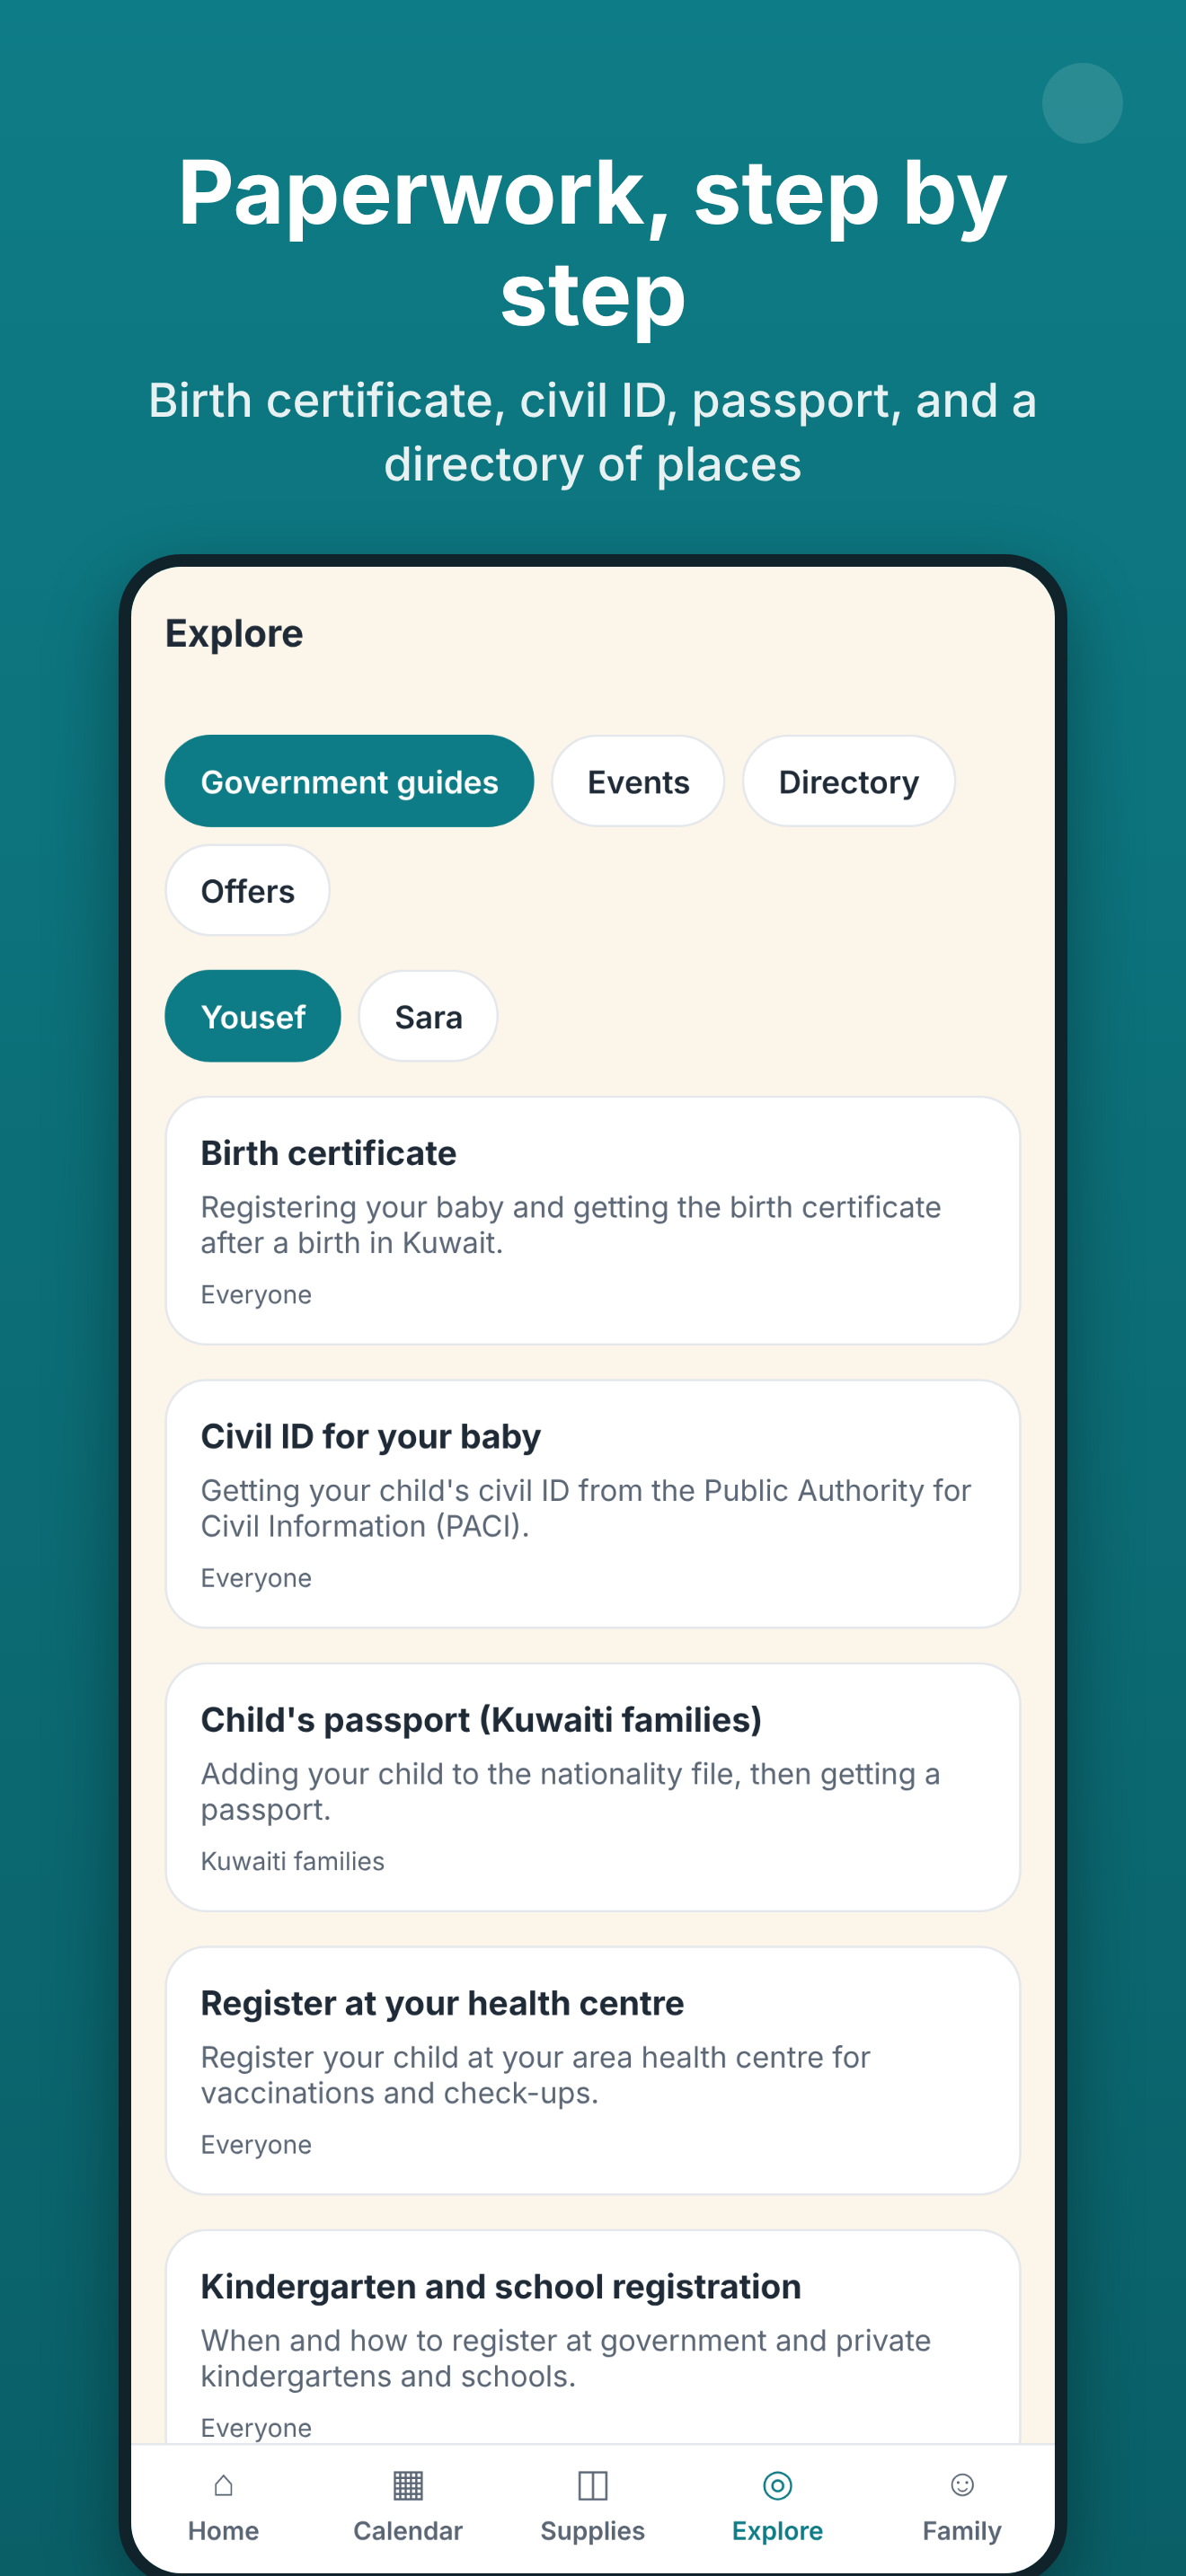 Paperwork, step by
step
Birth certificate, civil ID, passport, and a
directory of places
Explore
Government guides
Events
Directory
Offers
Yousef
Sara
Birth certificate
Registering your baby and getting the birth certificate
after a birth in Kuwait.
Everyone
Civil ID for your baby
Getting your child's civil ID from the Public Authority for
Civil Information (PACI).
Everyone
Child's passport (Kuwaiti families)
Adding your child to the nationality file, then getting a
passport.
Kuwaiti families
Register at your health centre
Register your child at your area health centre for
vaccinations and check-ups.
Everyone
Kindergarten and school registration
When and how to register at government and private
kindergartens and schools.
Everyone
Home
Calendar
Supplies
Explore
Family